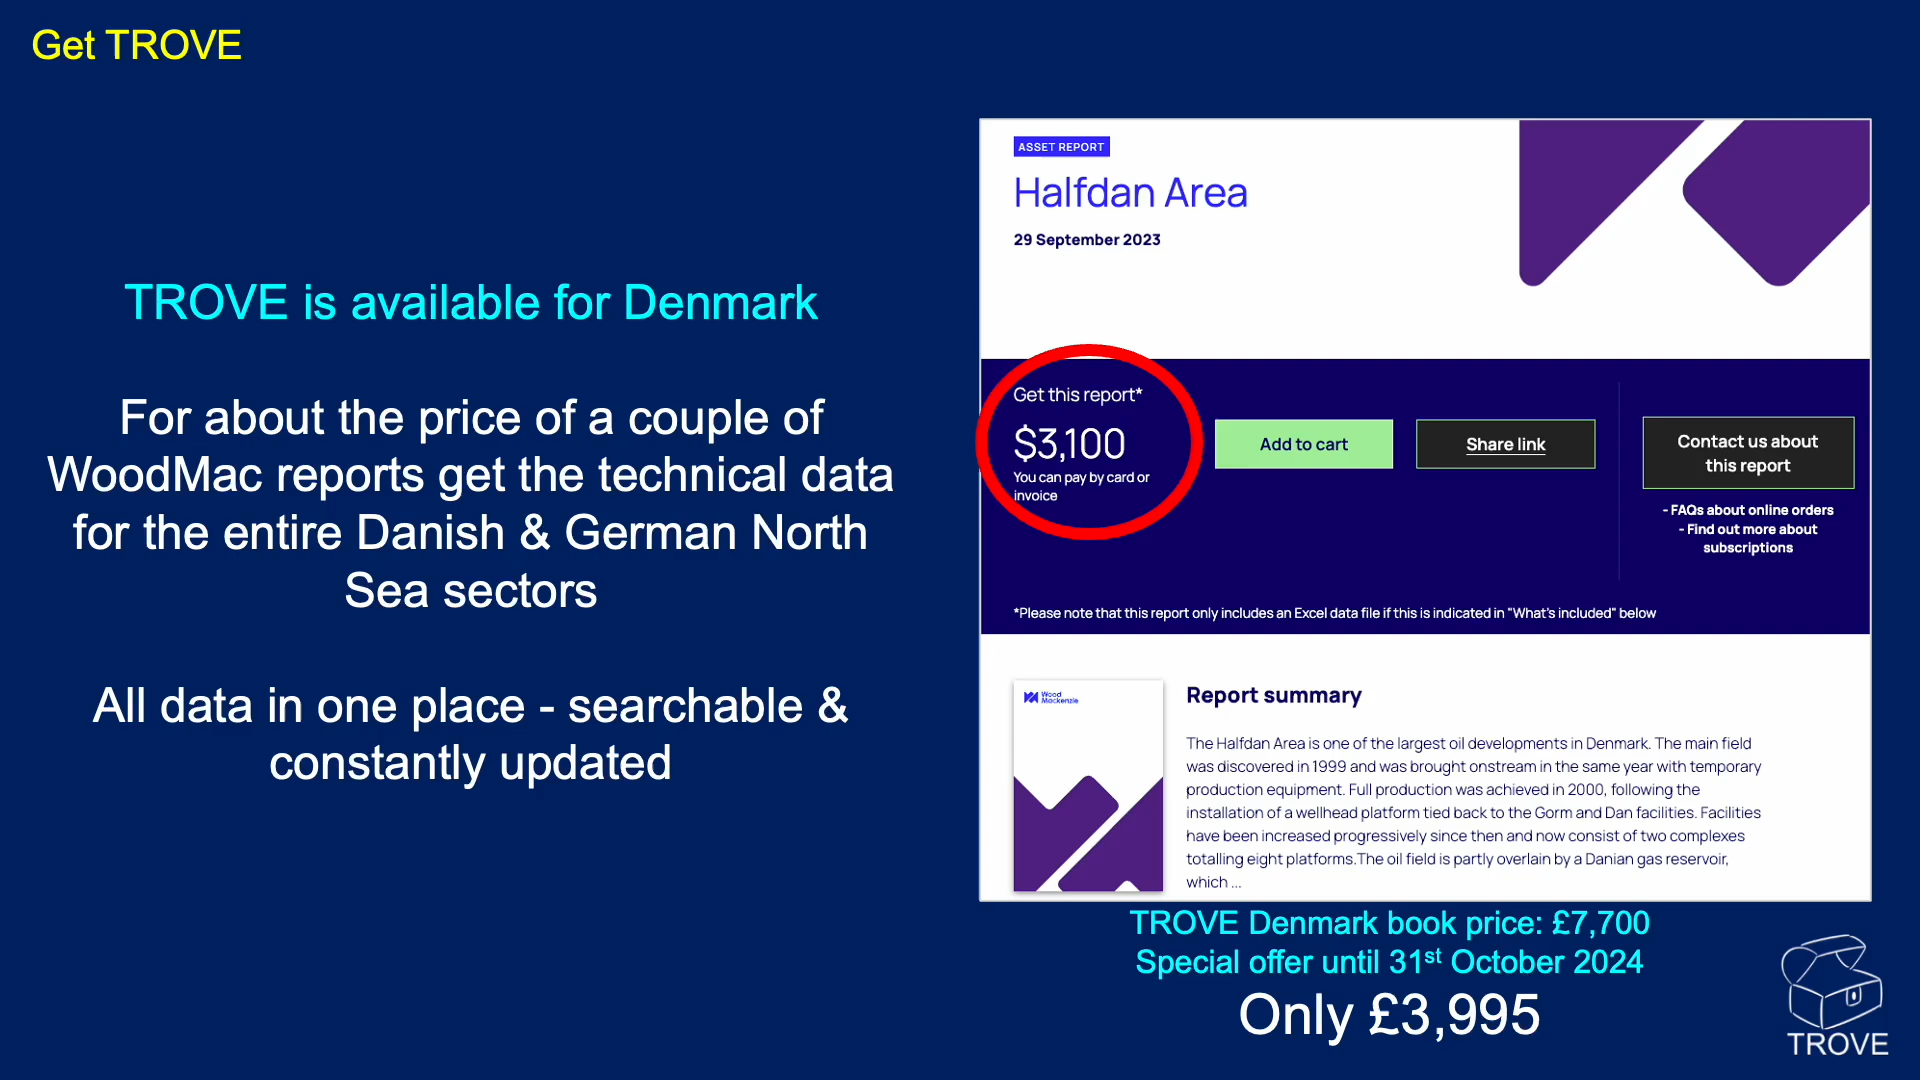 Get TROVE
TROVE is available for Denmark
For about the price of a couple of
WoodMac reports get the technical data
for the entire Danish & German North
Sea sectors
All data in one place - searchable &
constantly updated
ASSET REPORT
Halfdan Area
29 September 2023
Get this report*
$3,100
You can pay by card or
invoice
Add to cart
Share link
Contact us about
this report
- FAQs about online orders
- Find out more about
subscriptions
*Please note that this report only includes an Excel data file if this is indicated in "What's included" below
Wood
Mackenzie
Report summary
The Halfdan Area is one of the largest oil developments in Denmark. The main field
was discovered in 1999 and was brought onstream in the same year with temporary
production equipment. Full production was achieved in 2000, following the
installation of a wellhead platform tied back to the Gorm and Dan facilities. Facilities
have been increased progressively since then and now consist of two complexes
totalling eight platforms.The oil field is partly overlain by a Danian gas reservoir,
which ...
TROVE Denmark book price: £7,700
Special offer until 31st October 2024
Only £3,995
TROVE